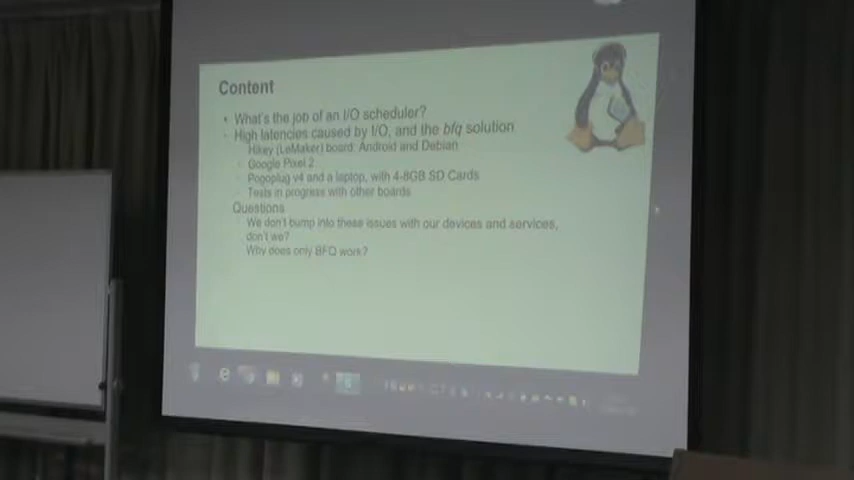 Content
What's the job of an I/O scheduler?
High latencies caused by I/O, and the bfq solution
Hikey (LeMaker) board: Android and Debian
Google Pixel 2
Pogoplug v4 and a laptop, with 4-8GB SD Cards
Tests in progress with other boards
Questions
We don't bump into these issues with our devices and services,
don't we?
Why does only BFQ work?